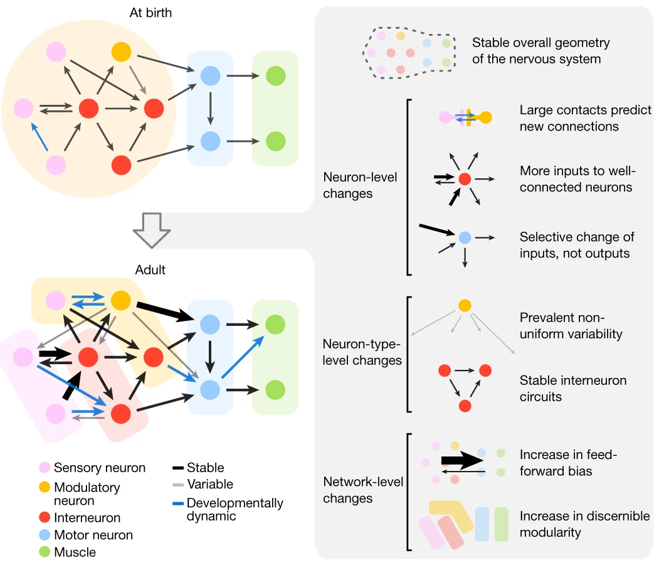 At birth
Adult
Sensory neuron
Modulatory
neuron
Interneuron
Motor neuron
Muscle
Stable
Variable
Developmentally
dynamic
Stable overall geometry
of the nervous system
Neuron-level
changes
Large contacts predict
new connections
More inputs to well-
connected neurons
Selective change of
inputs, not outputs
Neuron-type-
level changes
Prevalent non-
uniform variability
Stable interneuron
circuits
Network-level
changes
Increase in feed-
forward bias
Increase in discernible
modularity